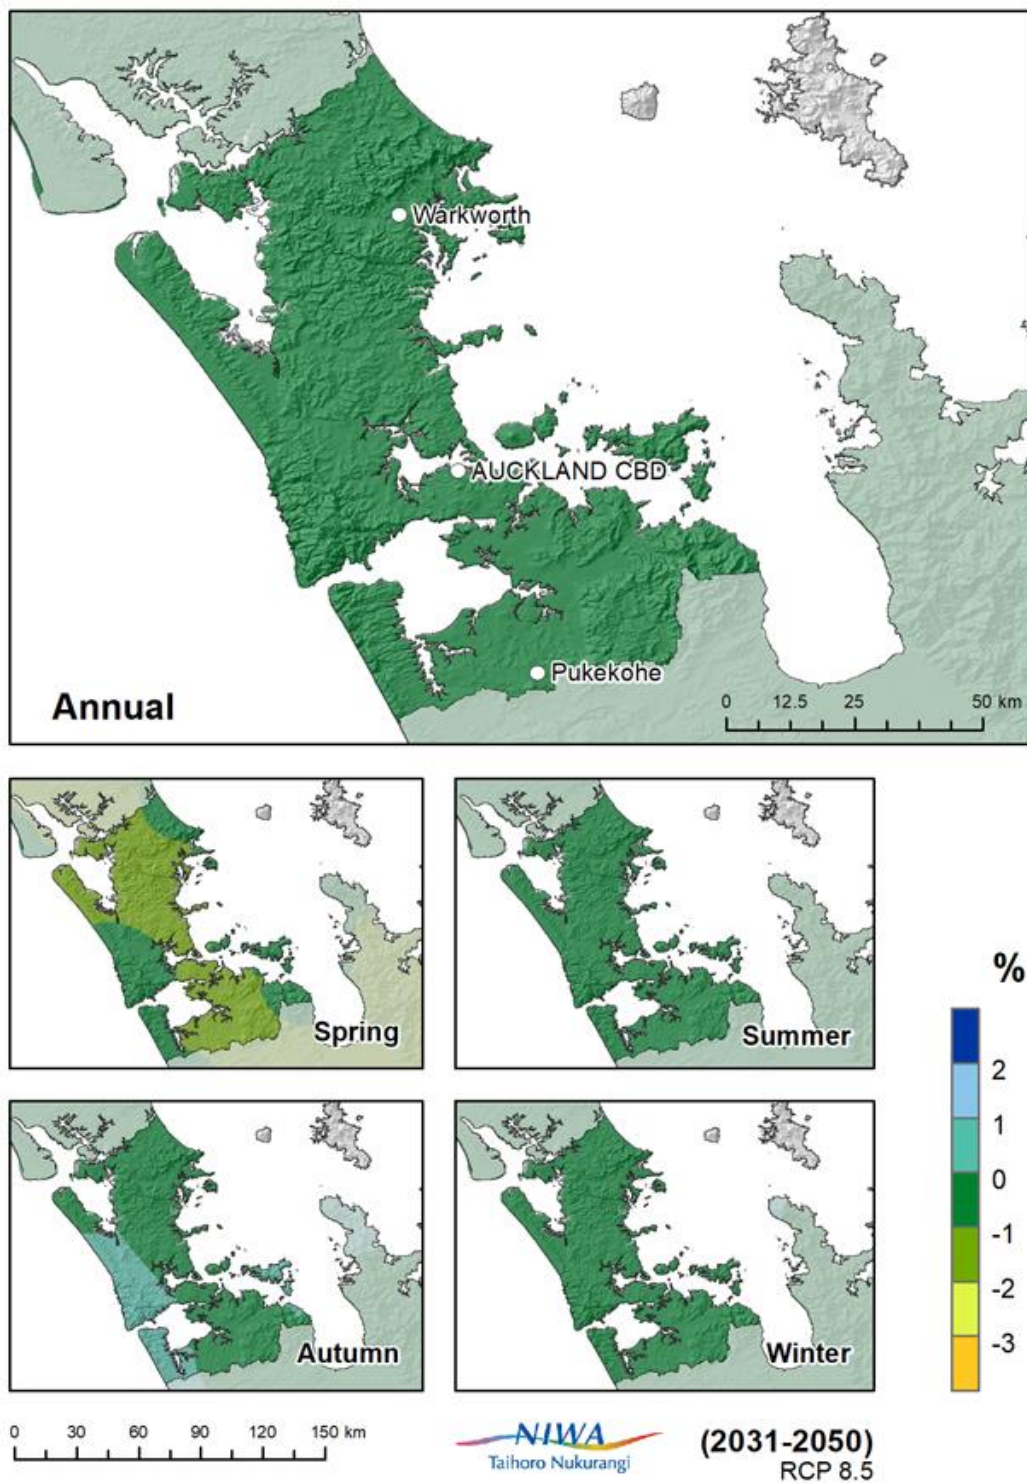 Warkworth
AUCKLAND CBD
Pukekohe
Annual
0 12.5 25 50 km
Spring
Summer
%
2
1
0
-1
-2
-3
Autumn
Winter
0 30 60 90 120 150 km
NIWA
Taihoro Nukurangi
(2031-2050)
RCP 8.5